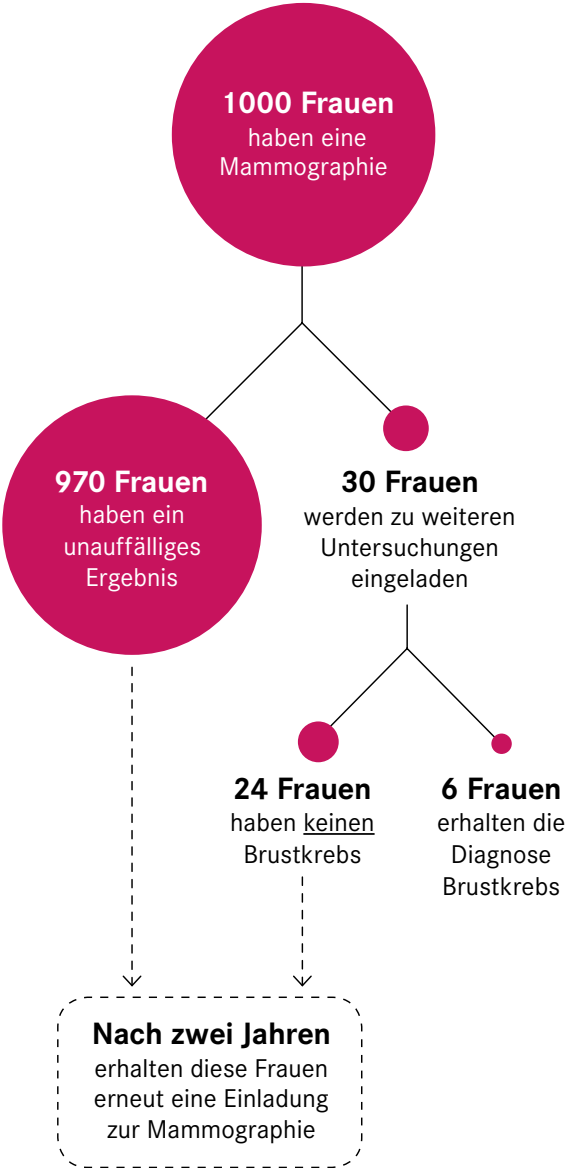 1000 Frauen
haben eine
Mammographie
970 Frauen
haben ein
unauffälliges
Ergebnis
30 Frauen
werden zu weiteren
Untersuchungen
eingeladen
24 Frauen
haben keinen
Brustkrebs
6 Frauen
erhalten die
Diagnose
Brustkrebs
Nach zwei Jahren
erhalten diese Frauen
erneut eine Einladung
zur Mammographie